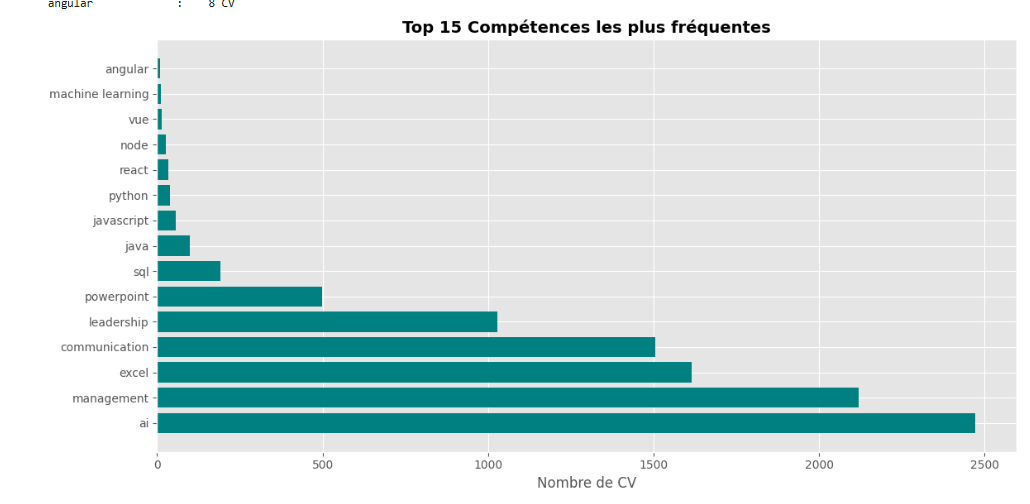 angular : 8 CV
Top 15 Compétences les plus fréquentes
angular
machine learning
vue
node
react
python
javascript
java
sql
powerpoint
leadership
communication
excel
management
ai
0 500 1000 1500 2000 2500
Nombre de CV